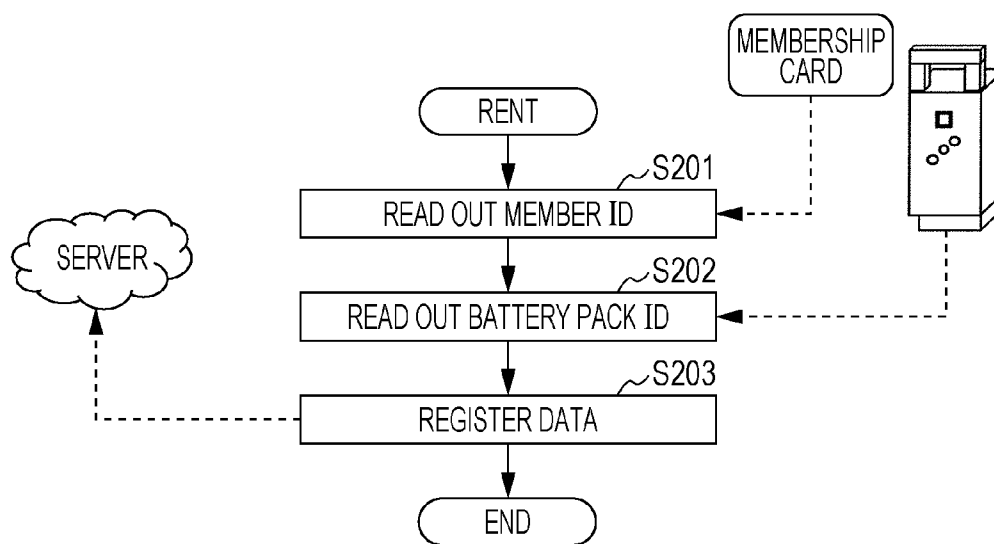 MEMBERSHIP
CARD
RENT
S201
READ OUT MEMBER ID
SERVER
S202
READ OUT BATTERY PACK ID
S203
REGISTER DATA
END